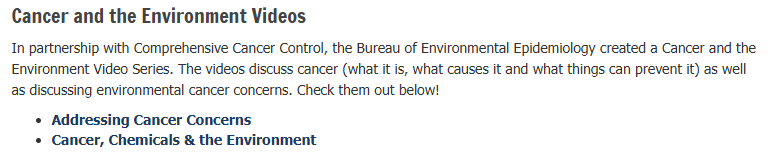 Cancer and the Environment Videos
In partnership with Comprehensive Cancer Control, the Bureau of Environmental Epidemiology created a Cancer and the
Environment Video Series. The videos discuss cancer (what it is, what causes it and what things can prevent it) as well
as discussing environmental cancer concerns. Check them out below!
• Addressing Cancer Concerns
• Cancer, Chemicals & the Environment